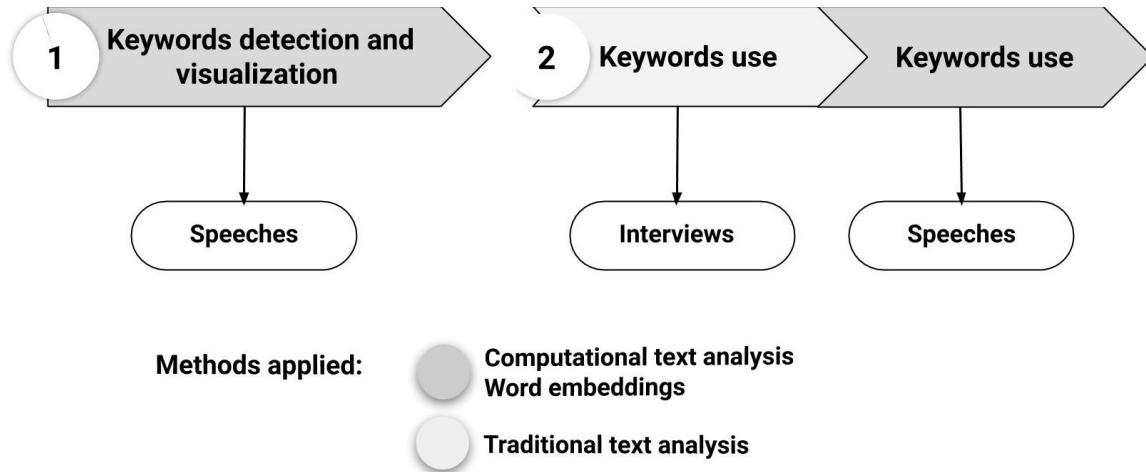 1
Keywords detection and
visualization
2
Keywords use
Keywords use
Speeches
Interviews
Speeches
Methods applied:
Computational text analysis
Word embeddings
Traditional text analysis